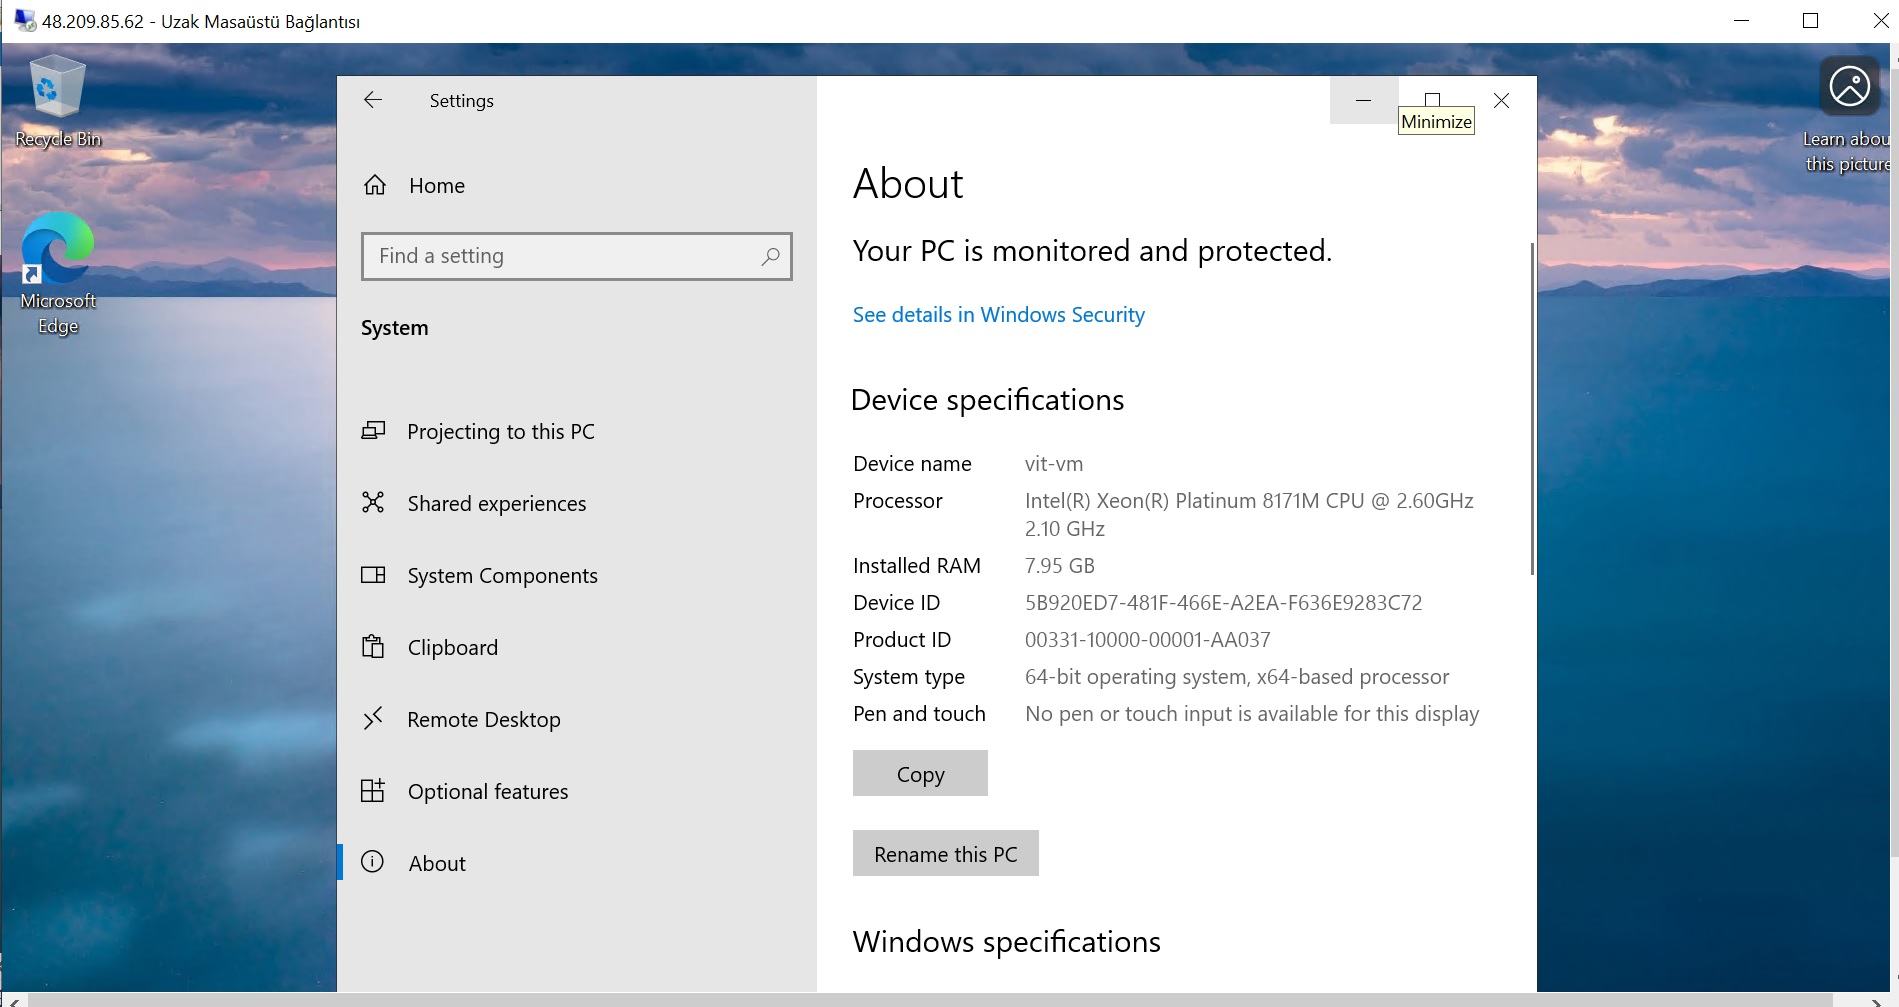 48.209.85.62 - Uzak Masaüstü Bağlantısı
Recycle Bin
Microsoft
Edge
Settings
Home
Find a setting
System
Projecting to this PC
Shared experiences
System Components
Clipboard
Remote Desktop
Optional features
About
Minimize
About
Your PC is monitored and protected.
See details in Windows Security
Device specifications
Device name vit-vm
Processor Intel(R) Xeon(R) Platinum 8171M CPU @ 2.60GHz
2.10 GHz
Installed RAM 7.95 GB
Device ID 5B920ED7-481F-466E-A2EA-F636E9283C72
Product ID 00331-10000-00001-AA037
System type 64-bit operating system, x64-based processor
Pen and touch No pen or touch input is available for this display
Copy
Rename this PC
Windows specifications
Learn abou
this picture